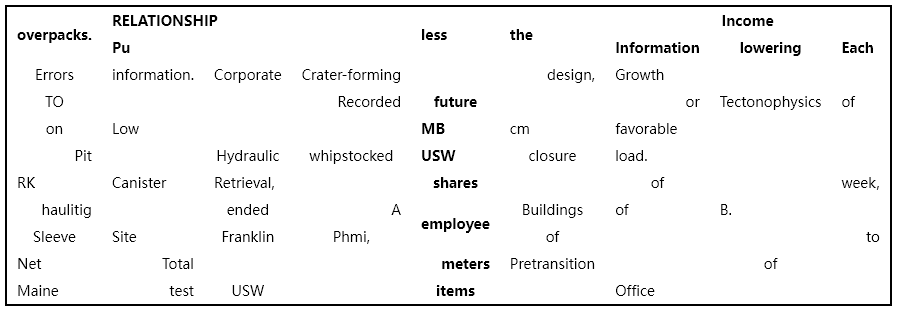 RELATIONSHIP Income
overpacks. less the
Pu Information lowering Each
Errors information. Corporate Crater-forming design, Growth
TO Recorded future or Tectonophysics of
on Low MB cm favorable
Pit Hydraulic whipstocked USW closure load.
RK Canister Retrieval, shares of week,
haulitig ended A Buildings of B.
employee
Sleeve Site Franklin Phmi, of to
Net Total meters Pretransition of
Maine test USW items Office